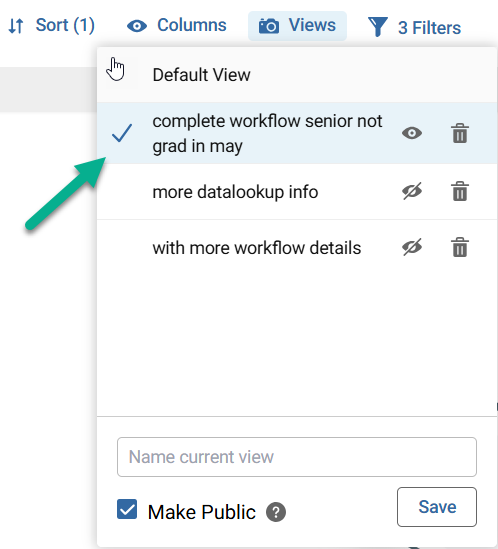 Sort (1) Columns Views 3 Filters
Default View
complete workflow senior not
grad in may
more datalookup info
with more workflow details
Name current view
Make Public ?
Save